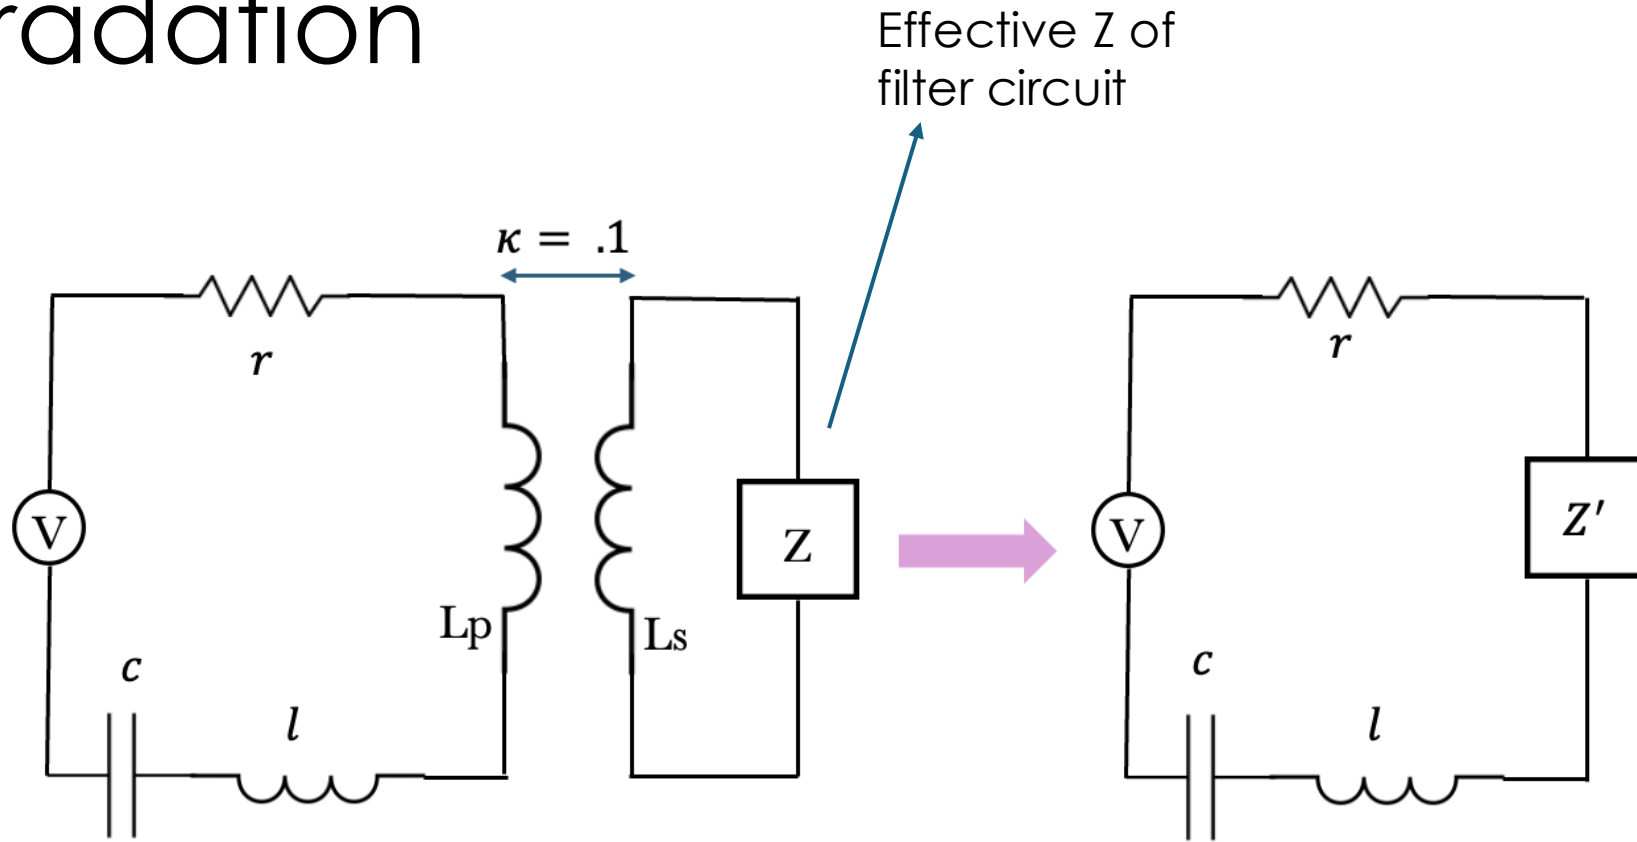 radation
Effective Z of
filter circuit
κ = .1
r
V
Lp
Ls
Z
c
l
r
V
Z'
c
l